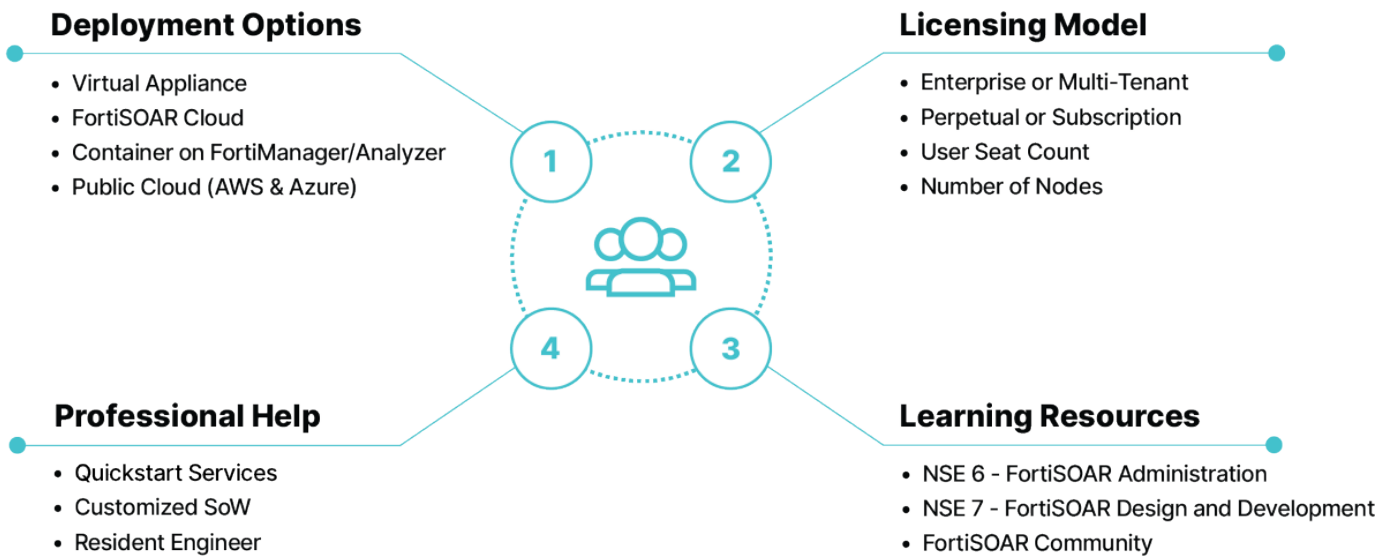 Deployment Options
• Virtual Appliance
• FortiSOAR Cloud
• Container on FortiManager/Analyzer
• Public Cloud (AWS & Azure)
Licensing Model
• Enterprise or Multi-Tenant
• Perpetual or Subscription
• User Seat Count
• Number of Nodes
1
2
4
3
Professional Help
• Quickstart Services
• Customized SoW
• Resident Engineer
Learning Resources
• NSE 6 - FortiSOAR Administration
• NSE 7 - FortiSOAR Design and Development
• FortiSOAR Community